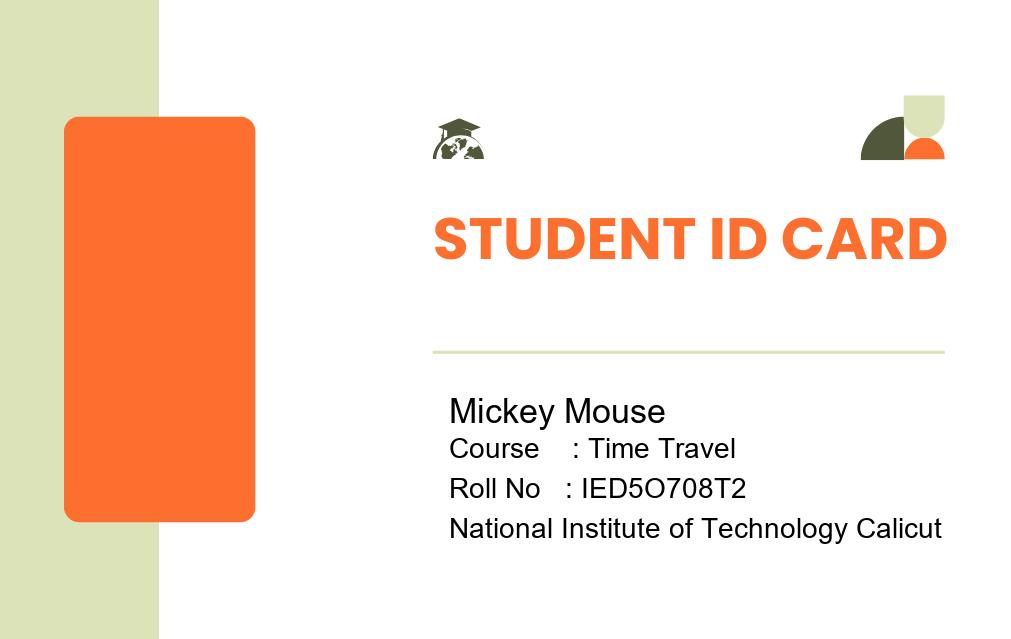 STUDENT ID CARD
Mickey Mouse
Course : Time Travel
Roll No : IED5O708T2
National Institute of Technology Calicut